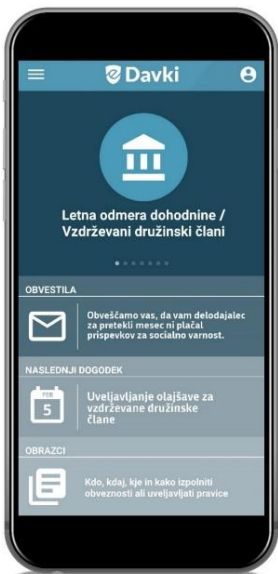 eDavki
Letna odmera dohodnine /
Vzdrževani družinski člani
OBVESTILA
Obveščamo vas, da vam delodajalec
za pretekli mesec ni plačal
prispevkov za socialno varnost.
NASLEDNJI DOGODEK
FEB
5
Uveljavljanje olajšave za
vzdrževane družinske
člane
OBRAZCI
Kdo, kdaj, kje in kako izpolniti
obveznosti ali uveljavljati pravice